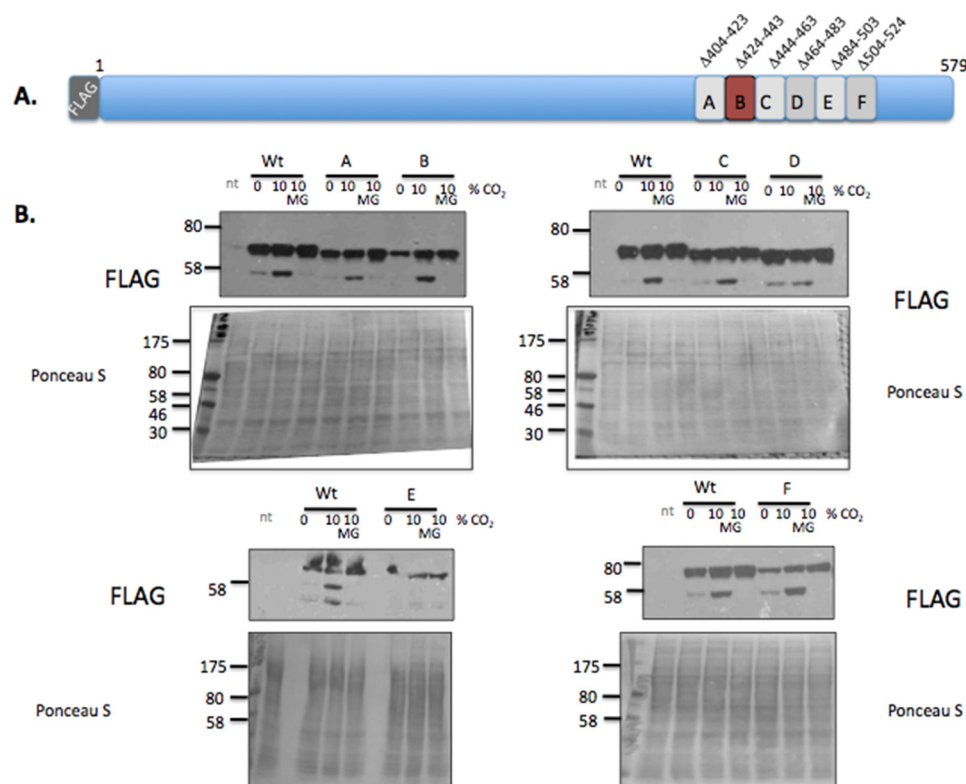 Δ404-423
Δ424-443
Δ444-463
Δ464-483
Δ484-503
Δ504-524
1
579
A.
FLAG
A B C D E F
B.
Wt A B
nt 0 10 10 0 10 10 0 10 10 % CO2
MG MG MG
80
58
FLAG
175
80
58
46
30
Ponceau S
Wt C D
nt 0 10 10 0 10 10 0 10 10 % CO2
MG MG MG
80
58
FLAG
175
80
58
46
30
Ponceau S
Wt E
nt 0 10 10 0 10 10 % CO2
MG MG
58
FLAG
175
80
58
Ponceau S
Wt F
nt 0 10 10 0 10 10 % CO2
MG MG
80
58
FLAG
175
80
58
Ponceau S